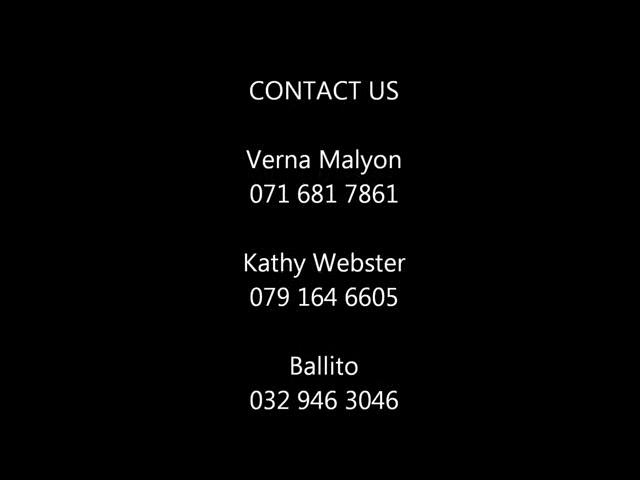 CONTACT US
Verna Malyon
071 681 7861
Kathy Webster
079 164 6605
Ballito
032 946 3046